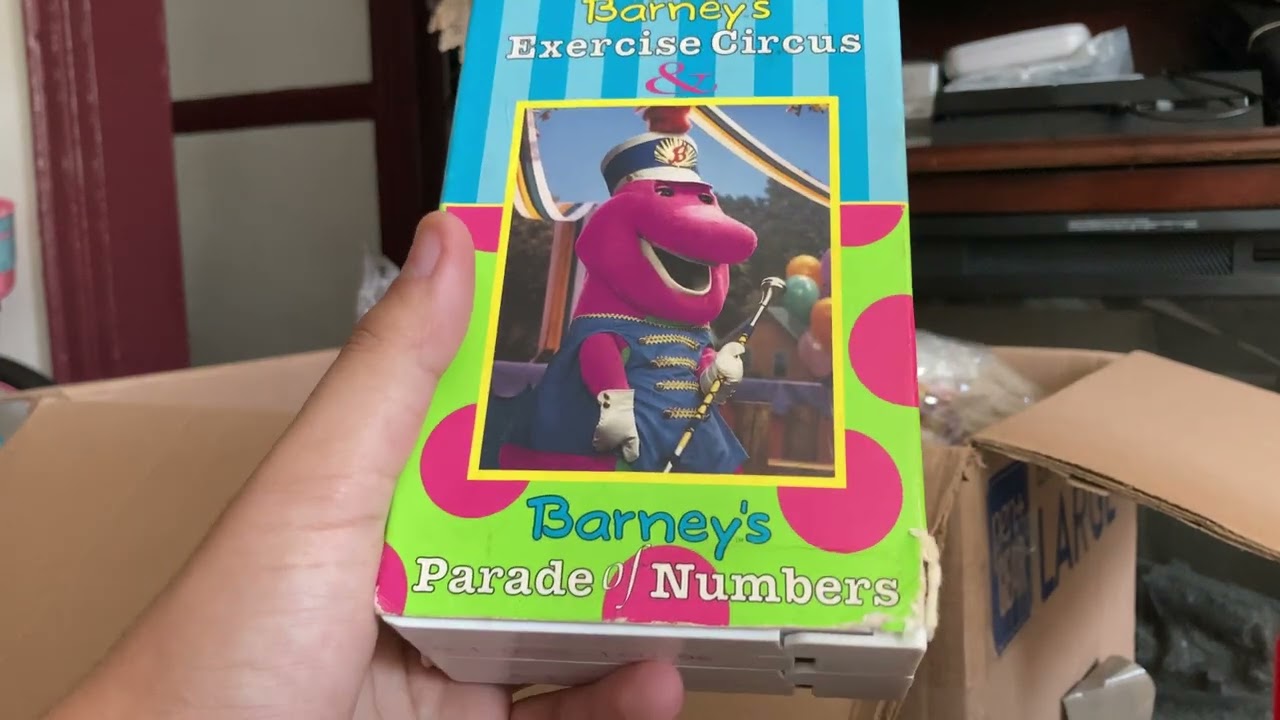 Barney's
Exercise Circus
&
B
Barney's
Parade of Numbers
LARGE